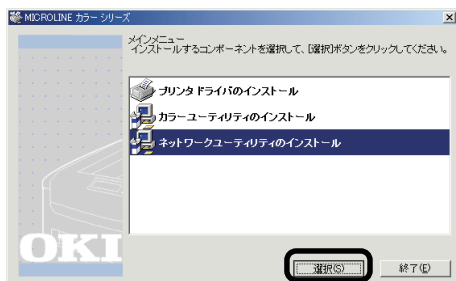 MICROLINE カラー シリーズ
メインメニュー
インストールするコンポーネントを選択して、[選択]ボタンをクリックしてください。
プリンタドライバのインストール
カラーユーティリティのインストール
ネットワークユーティリティのインストール
OKI
選択(S)
終了(E)